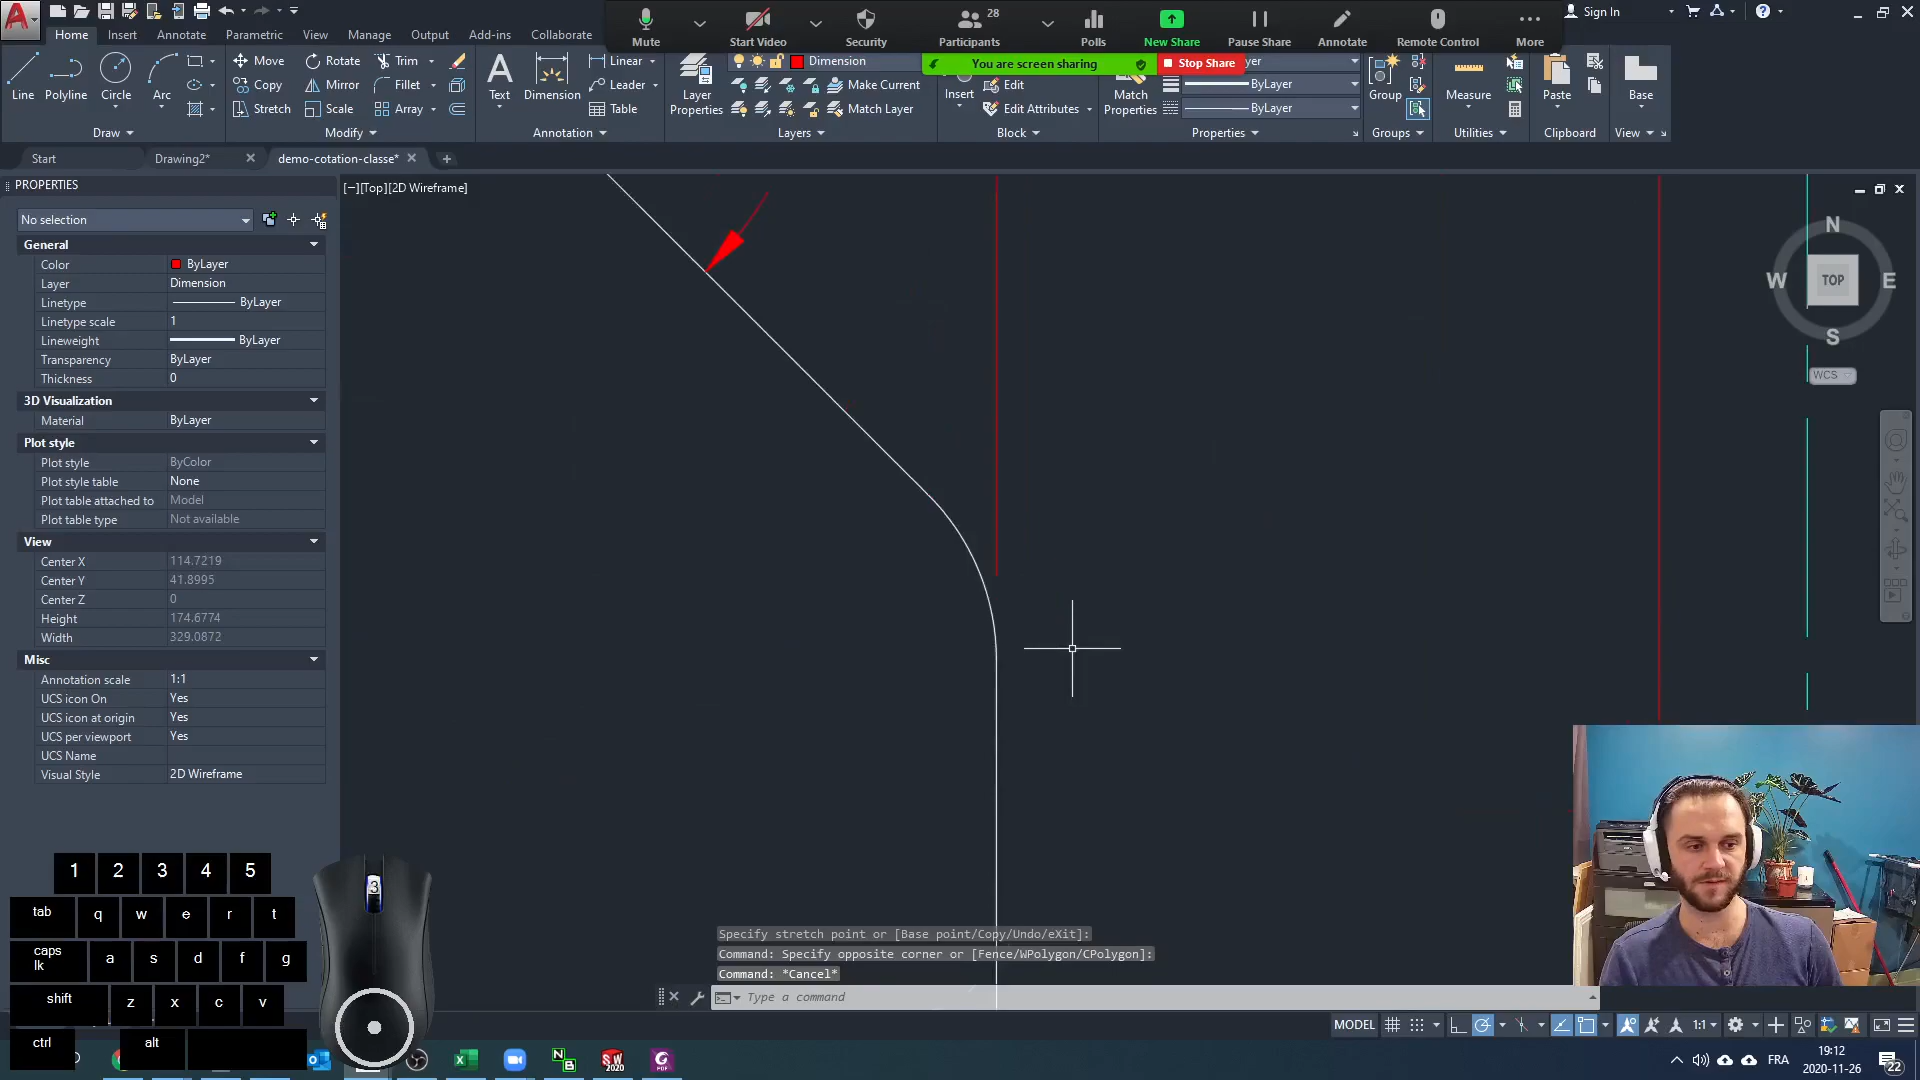 Mute
Start Video
Security
Participants
28
Polls
New Share
Pause Share
Annotate
Remote Control
More
Sign In
You are screen sharing
Stop Share
Home
Insert
Annotate
Parametric
View
Manage
Output
Add-ins
Collaborate
Line
Polyline
Circle
Arc
Move
Rotate
Trim
Copy
Mirror
Fillet
Stretch
Scale
Array
Text
Dimension
Linear
Leader
Table
Layer
Properties
Dimension
Make Current
Match Layer
Insert
Edit
Edit Attributes
Match
Properties
ByLayer
ByLayer
Group
Measure
Paste
Base
Draw
Modify
Annotation
Layers
Block
Properties
Groups
Utilities
Clipboard
View
Start
Drawing2*
demo-cotation-classe*
PROPERTIES
[−][Top][2D Wireframe]
No selection
General
Color ByLayer
Layer Dimension
Linetype ByLayer
Linetype scale 1
Lineweight ByLayer
Transparency ByLayer
Thickness 0
3D Visualization
Material ByLayer
Plot style
Plot style ByColor
Plot style table None
Plot table attached to Model
Plot table type Not available
View
Center X 114.7219
Center Y 41.8995
Center Z 0
Height 174.6774
Width 329.0872
Misc
Annotation scale 1:1
UCS icon On Yes
UCS icon at origin Yes
UCS per viewport Yes
UCS Name
Visual Style 2D Wireframe
N
W TOP E
S
WCS
1 2 3 4 5
tab q w e r t
caps lk a s d f g
shift z x c v
ctrl alt
3
Specify stretch point or [Base point/Copy/Undo/eXit]:
Command: Specify opposite corner or [Fence/WPolygon/CPolygon]:
Command: *Cancel*
Type a command
MODEL
1:1
FRA
19:12
2020-11-26
22